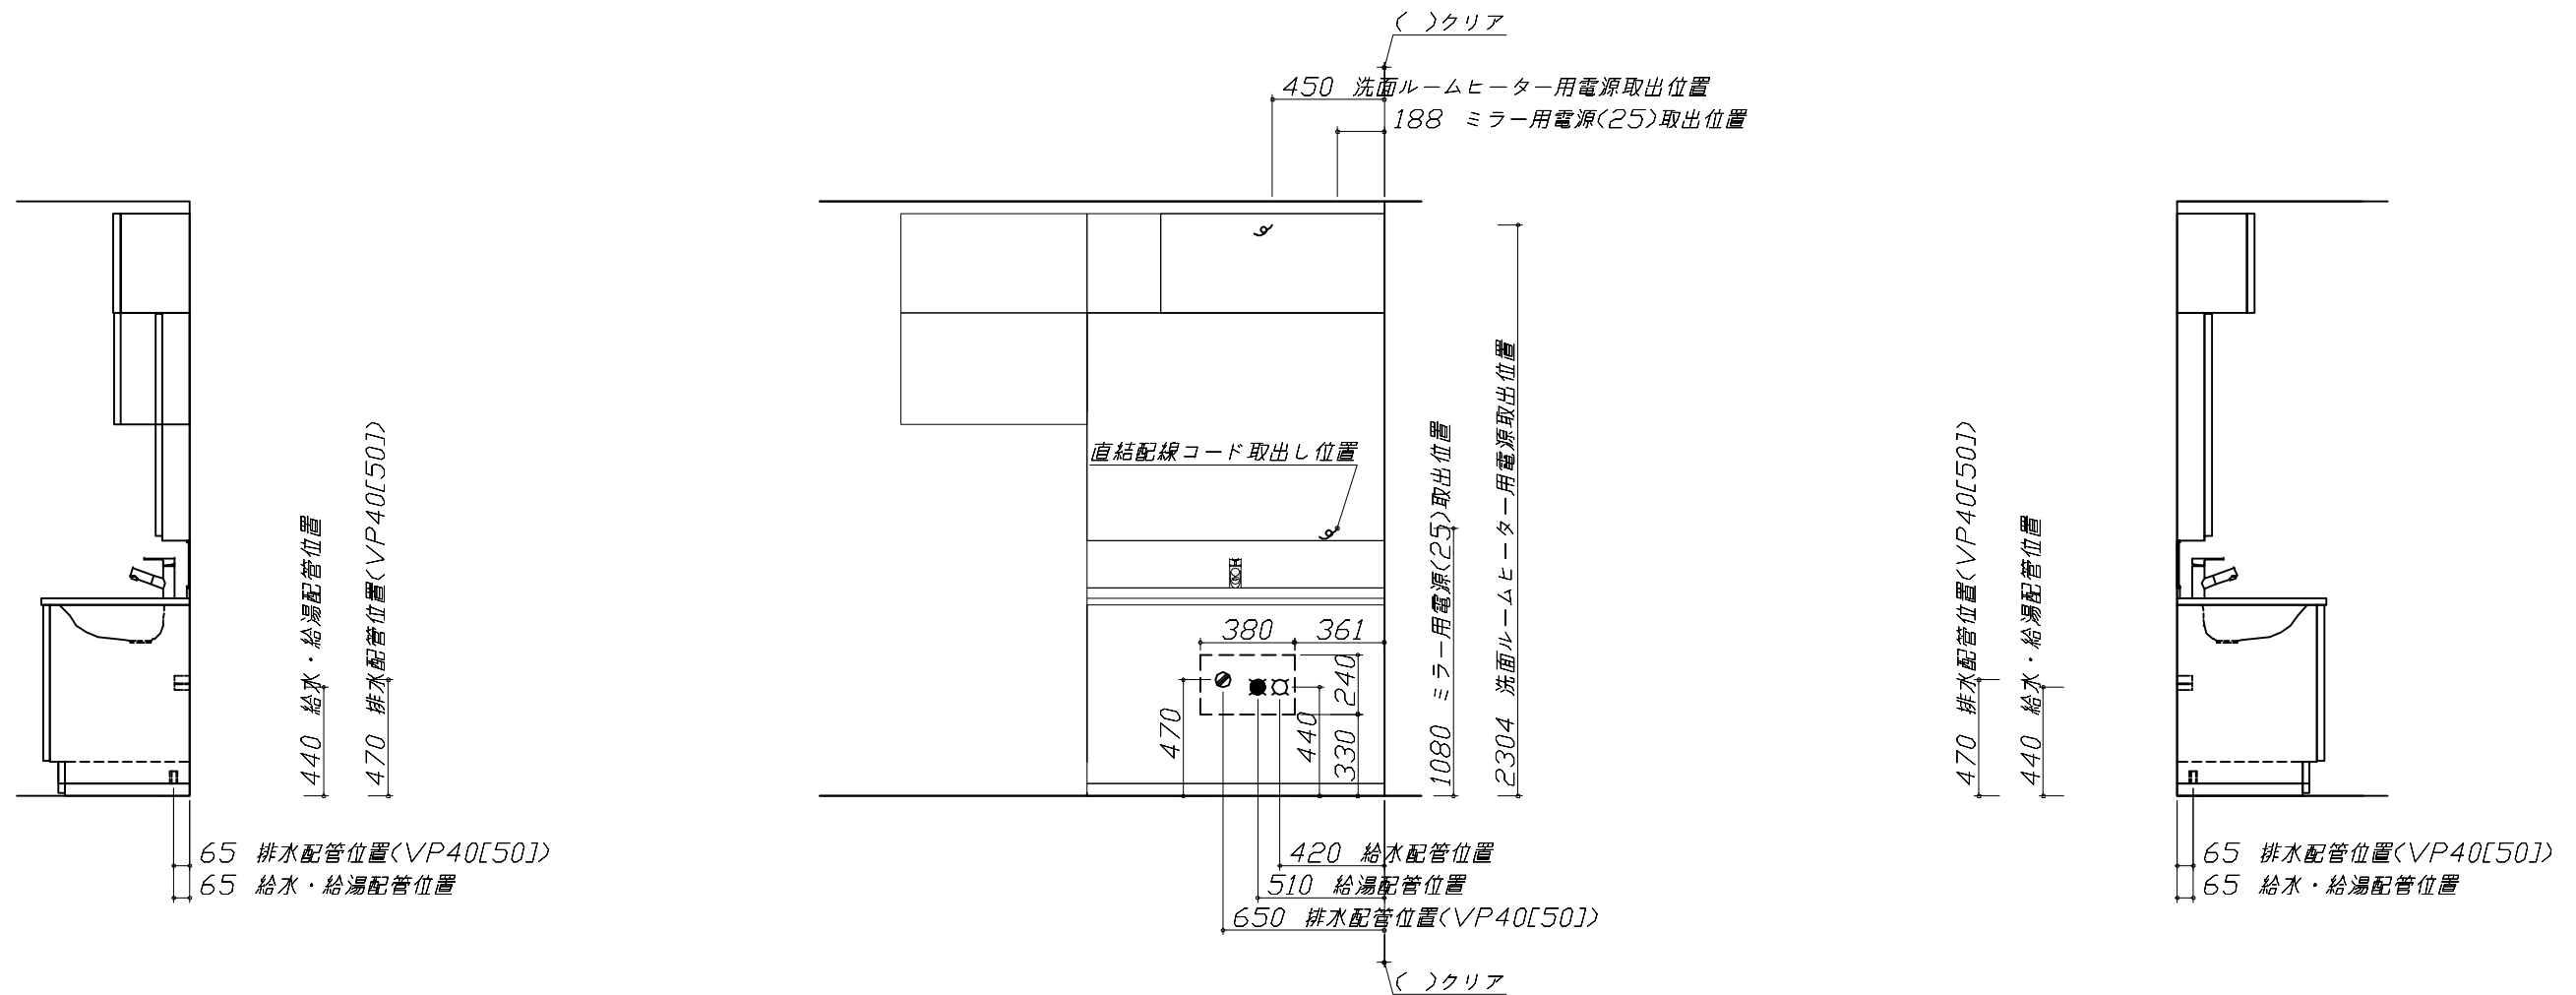 ( )クリア
450 洗面ルームヒーター用電源取出位置
188 ミラー用電源(25)取出位置
直結配線コード取出し位置
380
361
240
470
440
330
1080 ミラー用電源(25)取出位置
2304 洗面ルームヒーター用電源取出位置
420 給水配管位置
510 給湯配管位置
650 排水配管位置(VP40[50])
( )クリア
440 給水・給湯配管位置
470 排水配管位置(VP40[50])
65 排水配管位置(VP40[50])
65 給水・給湯配管位置
470 排水配管位置(VP40[50])
440 給水・給湯配管位置
65 排水配管位置(VP40[50])
65 給水・給湯配管位置